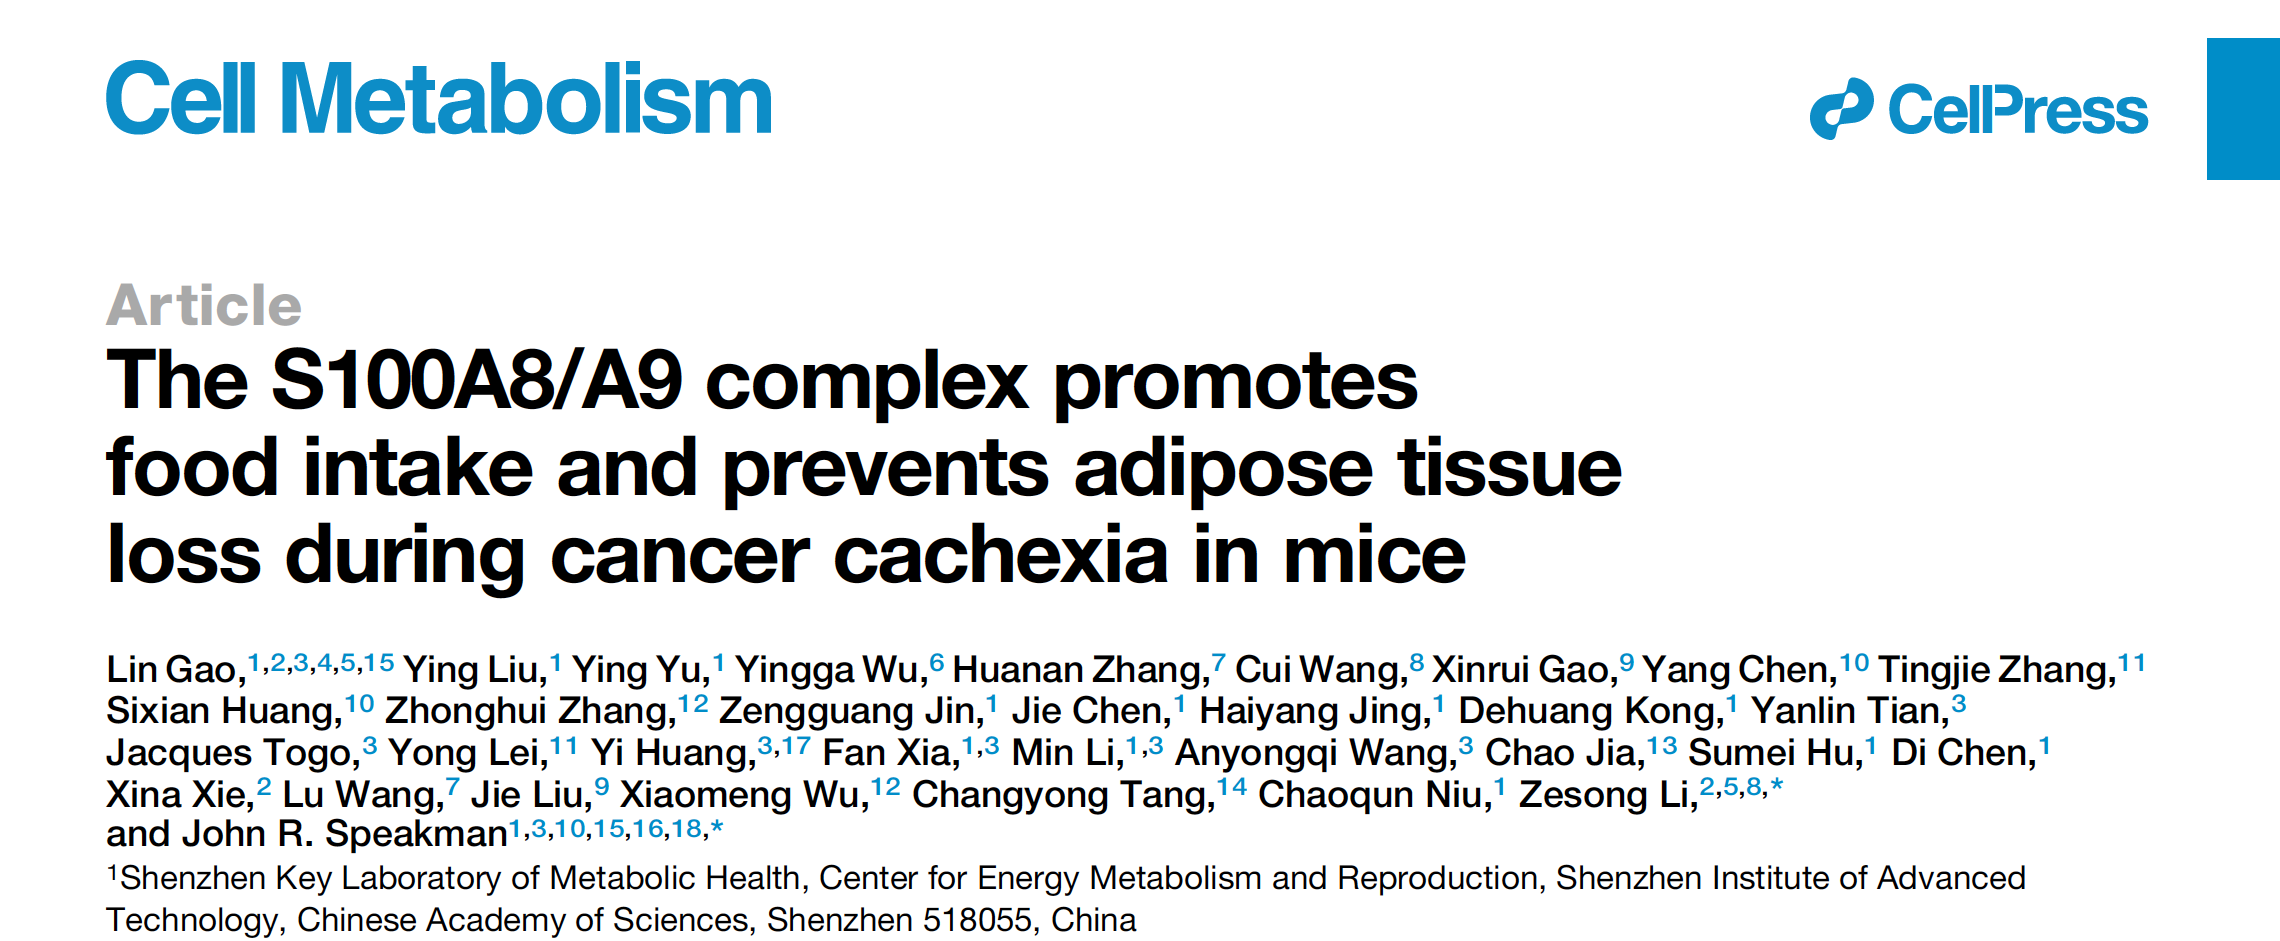 Cell Metabolism
CellPress
Article
The S100A8/A9 complex promotes
food intake and prevents adipose tissue
loss during cancer cachexia in mice
Lin Gao,1,2,3,4,5,15 Ying Liu,1 Ying Yu,1 Yingga Wu,6 Huanan Zhang,7 Cui Wang,8 Xinrui Gao,9 Yang Chen,10 Tingjie Zhang,11
Sixian Huang,10 Zhonghui Zhang,12 Zengguang Jin,1 Jie Chen,1 Haiyang Jing,1 Dehuang Kong,1 Yanlin Tian,3
Jacques Togo,3 Yong Lei,11 Yi Huang,3,17 Fan Xia,1,3 Min Li,1,3 Anyongqi Wang,3 Chao Jia,13 Sumei Hu,1 Di Chen,1
Xina Xie,2 Lu Wang,7 Jie Liu,9 Xiaomeng Wu,12 Changyong Tang,14 Chaoqun Niu,1 Zesong Li,2,5,8,*
and John R. Speakman1,3,10,15,16,18,*
1Shenzhen Key Laboratory of Metabolic Health, Center for Energy Metabolism and Reproduction, Shenzhen Institute of Advanced
Technology, Chinese Academy of Sciences, Shenzhen 518055, China